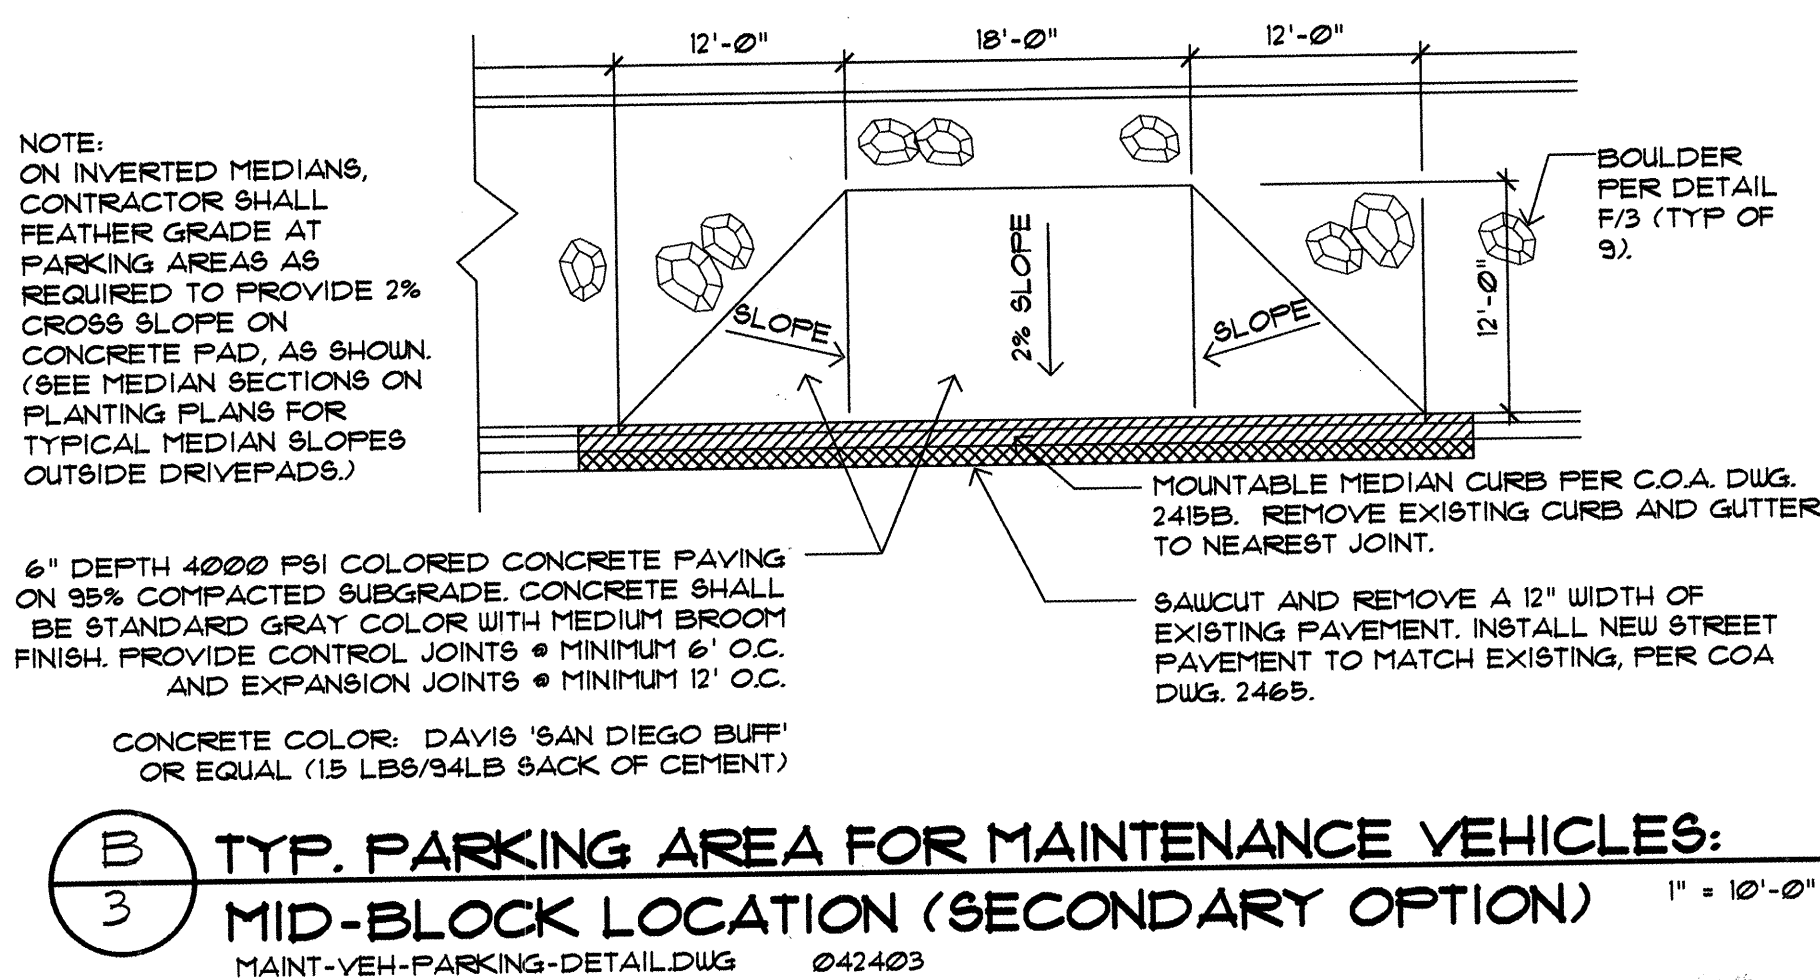 12'-0"
18'-0"
12'-0"
NOTE:
ON INVERTED MEDIANS,
CONTRACTOR SHALL
FEATHER GRADE AT
PARKING AREAS AS
REQUIRED TO PROVIDE 2%
CROSS SLOPE ON
CONCRETE PAD, AS SHOWN.
(SEE MEDIAN SECTIONS ON
PLANTING PLANS FOR
TYPICAL MEDIAN SLOPES
OUTSIDE DRIVEPADS.)
BOULDER
PER DETAIL
F/3 (TYP OF
9).
SLOPE
2% SLOPE
SLOPE
12'-0"
MOUNTABLE MEDIAN CURB PER C.O.A. DWG.
2415B. REMOVE EXISTING CURB AND GUTTER
TO NEAREST JOINT.
6" DEPTH 4000 PSI COLORED CONCRETE PAVING
ON 95% COMPACTED SUBGRADE. CONCRETE SHALL
BE STANDARD GRAY COLOR WITH MEDIUM BROOM
FINISH. PROVIDE CONTROL JOINTS @ MINIMUM 6' O.C.
AND EXPANSION JOINTS @ MINIMUM 12' O.C.
SAWCUT AND REMOVE A 12" WIDTH OF
EXISTING PAVEMENT. INSTALL NEW STREET
PAVEMENT TO MATCH EXISTING, PER COA
DWG. 2465.
CONCRETE COLOR: DAVIS 'SAN DIEGO BUFF'
OR EQUAL (1.5 LBS/94LB SACK OF CEMENT)
B
3
TYP. PARKING AREA FOR MAINTENANCE VEHICLES:
MID-BLOCK LOCATION (SECONDARY OPTION)
1" = 10'-0"
MAINT-VEH-PARKING-DETAIL.DWG 042403